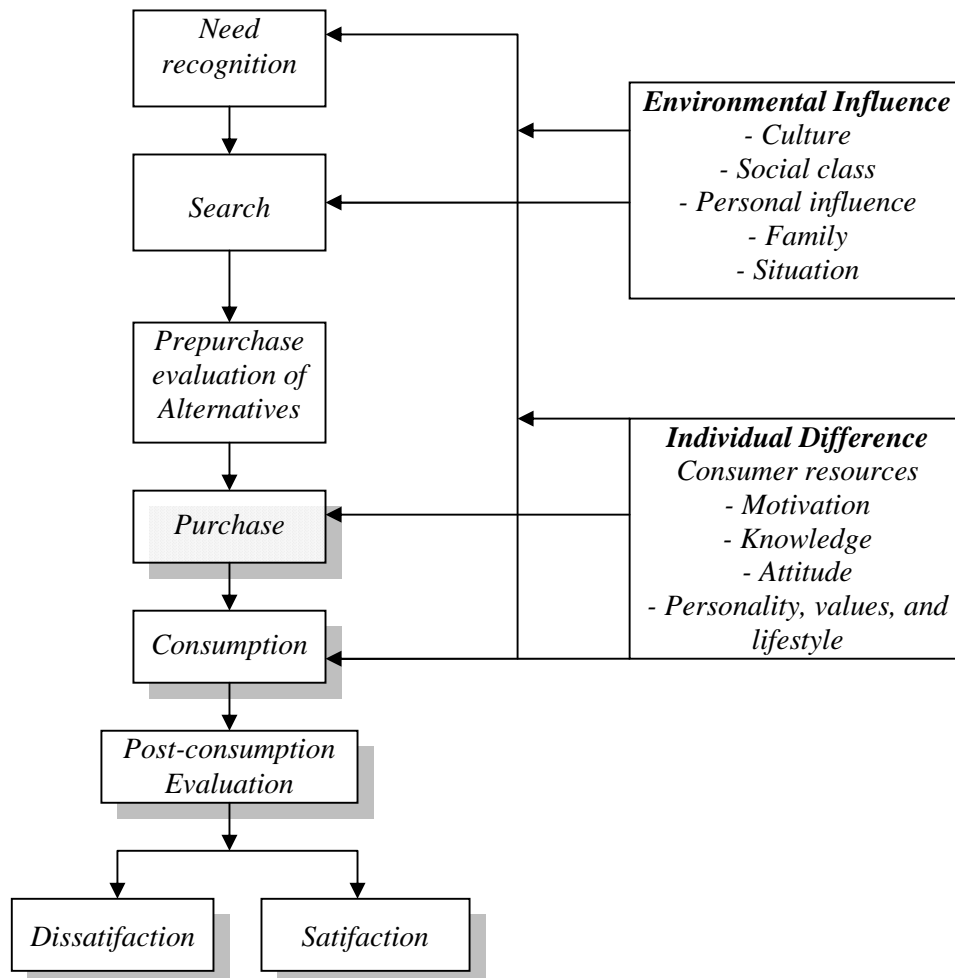 Need
recognition
Search
Prepurchase
evaluation of
Alternatives
Purchase
Consumption
Post-consumption
Evaluation
Dissatifaction
Satifaction
Environmental Influence
- Culture
- Social class
- Personal influence
- Family
- Situation
Individual Difference
Consumer resources
- Motivation
- Knowledge
- Attitude
- Personality, values, and
lifestyle